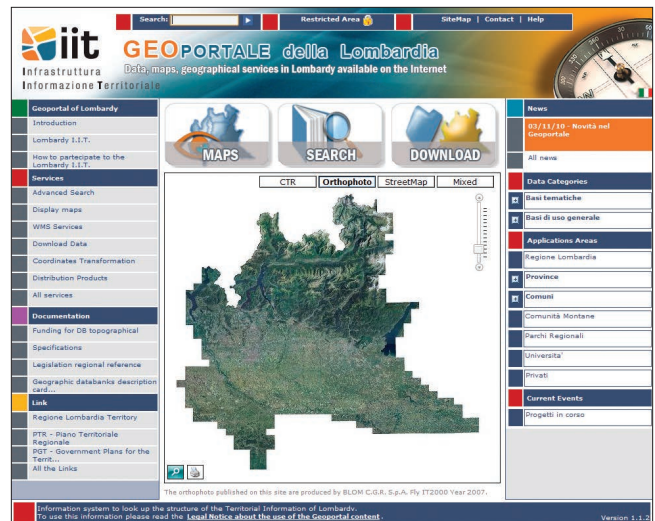 Search:
Restricted Area
SiteMap | Contact | Help
iit
Infrastruttura
Informazione Territoriale
GEOPORTALE della Lombardia
Data, maps, geographical services in Lombardy available on the Internet
Geoportal of Lombardy
Introduction
Lombardy I.I.T.
How to partecipate to the
Lombardy I.I.T.
Services
Advanced Search
Display maps
WMS Services
Download Data
Coordinates Transformation
Distribution Products
All services
Documentation
Funding for DB topographical
Specifications
Legislation regional reference
Geographic databanks description
card...
Link
Regione Lombardia Territory
PTR - Piano Territoriale
Regionale
PGT - Government Plans for the
Territ...
All the Links
MAPS
SEARCH
DOWNLOAD
CTR
Orthophoto
StreetMap
Mixed
The orthophotos published on this site are produced by BLOM C.G.R. S.p.A. Fly IT2000 Year 2007.
News
03/11/10 - Novità nel
Geoportale
All news
Data Categories
Basi tematiche
Basi di uso generale
Applications Areas
Regione Lombardia
Province
Comuni
Comunità Montane
Parchi Regionali
Universita'
Privati
Current Events
Progetti in corso
Information system to look up the structure of the Territorial Information of Lombardy.
To use this information please read the Legal Notice about the use of the Geoportal content.
Version 1.1.2